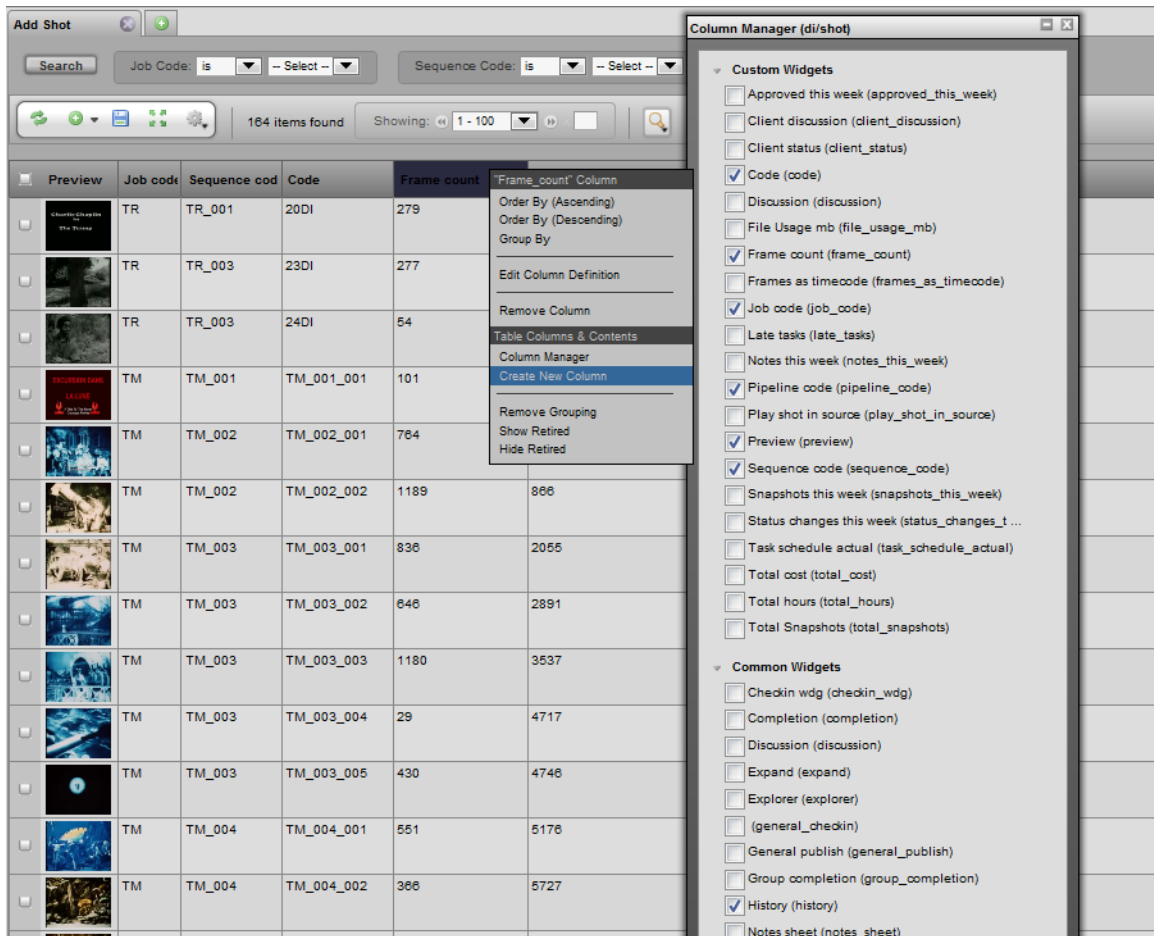 Add Shot
Column Manager (di/shot)
Search
Job Code: is -- Select --
Sequence Code: is -- Select --
164 items found
Showing: 1 - 100
Preview Job code Sequence cod Code Frame count
TR TR_001 20DI 279
TR TR_003 23DI 277
TR TR_003 24DI 54
TM TM_001 TM_001_001 101
TM TM_002 TM_002_001 764
TM TM_002 TM_002_002 1189 866
TM TM_003 TM_003_001 836 2055
TM TM_003 TM_003_002 646 2891
TM TM_003 TM_003_003 1180 3537
TM TM_003 TM_003_004 29 4717
TM TM_003 TM_003_005 430 4746
TM TM_004 TM_004_001 551 5176
TM TM_004 TM_004_002 366 5727
"Frame_count" Column
Order By (Ascending)
Order By (Descending)
Group By
Edit Column Definition
Remove Column
Table Columns & Contents
Column Manager
Create New Column
Remove Grouping
Show Retired
Hide Retired
Custom Widgets
Approved this week (approved_this_week)
Client discussion (client_discussion)
Client status (client_status)
Code (code)
Discussion (discussion)
File Usage mb (file_usage_mb)
Frame count (frame_count)
Frames as timecode (frames_as_timecode)
Job code (job_code)
Late tasks (late_tasks)
Notes this week (notes_this_week)
Pipeline code (pipeline_code)
Play shot in source (play_shot_in_source)
Preview (preview)
Sequence code (sequence_code)
Snapshots this week (snapshots_this_week)
Status changes this week (status_changes_t ...
Task schedule actual (task_schedule_actual)
Total cost (total_cost)
Total hours (total_hours)
Total Snapshots (total_snapshots)
Common Widgets
Checkin wdg (checkin_wdg)
Completion (completion)
Discussion (discussion)
Expand (expand)
Explorer (explorer)
(general_checkin)
General publish (general_publish)
Group completion (group_completion)
History (history)
Notes sheet (notes_sheet)